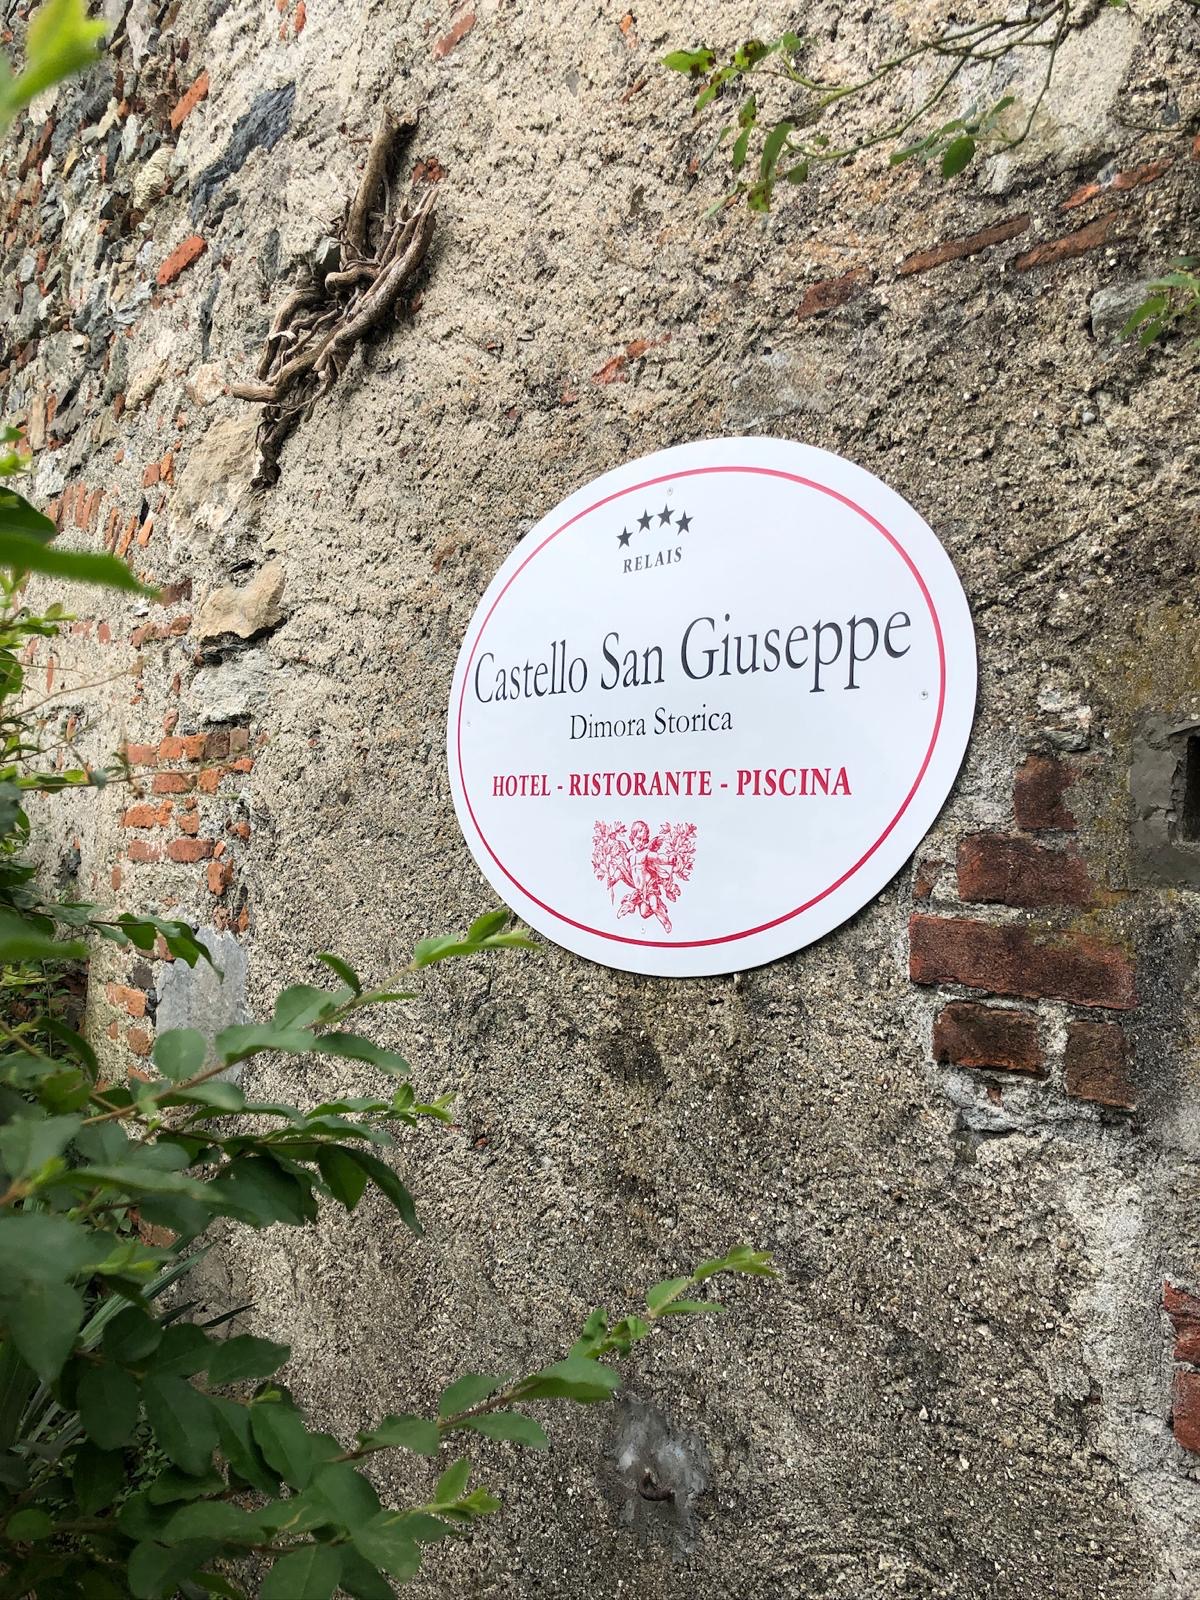 ★★★★
RELAIS
Castello San Giuseppe
Dimora Storica
HOTEL - RISTORANTE - PISCINA